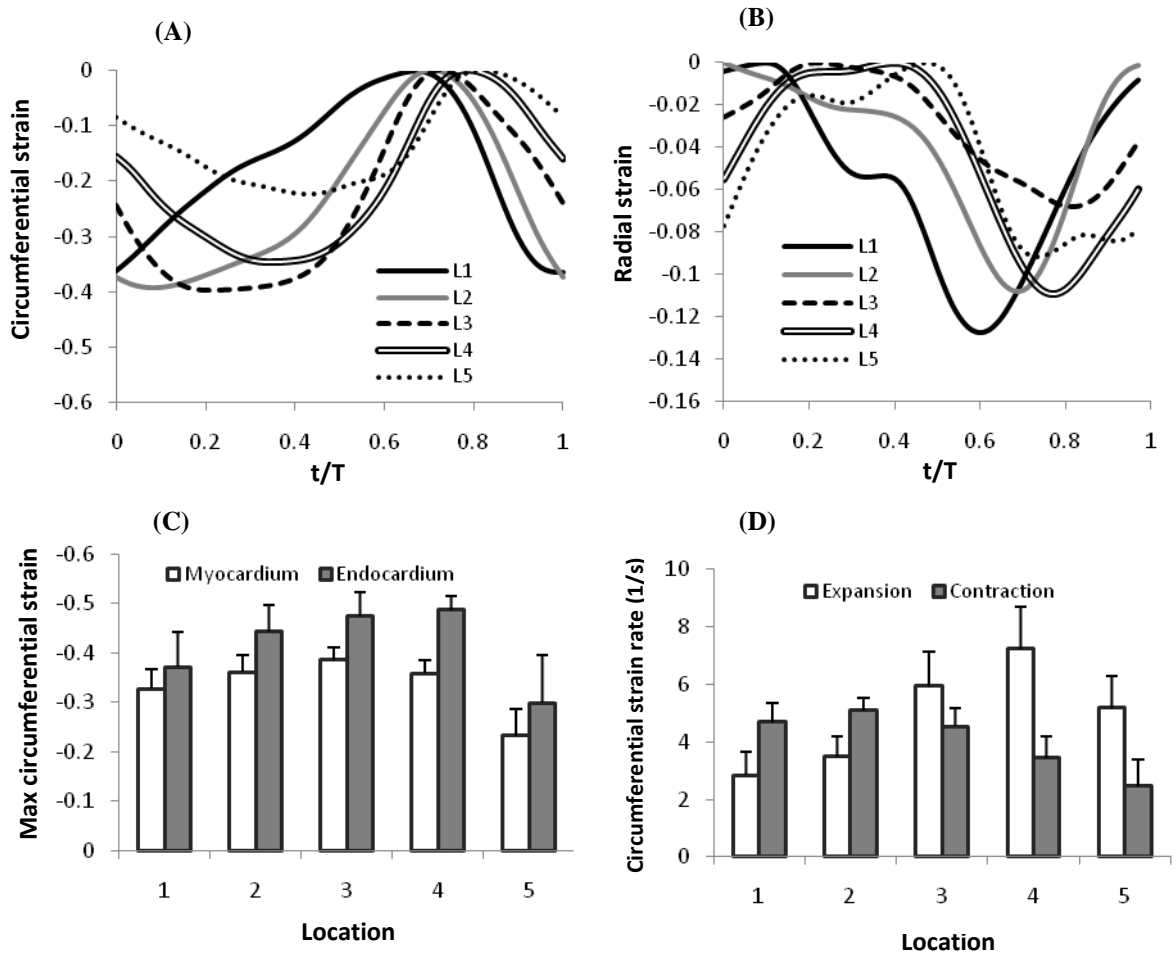 (A)
Circumferential strain
0
-0.1
-0.2
-0.3
-0.4
-0.5
-0.6
0 0.2 0.4 0.6 0.8 1
t/T
L1
L2
L3
L4
L5
(B)
Radial strain
0
-0.02
-0.04
-0.06
-0.08
-0.1
-0.12
-0.14
-0.16
0 0.2 0.4 0.6 0.8 1
t/T
L1
L2
L3
L4
L5
(C)
Max circumferential strain
-0.6
-0.5
-0.4
-0.3
-0.2
-0.1
0
Myocardium Endocardium
1 2 3 4 5
Location
(D)
Circumferential strain rate (1/s)
10
8
6
4
2
0
Expansion Contraction
1 2 3 4 5
Location